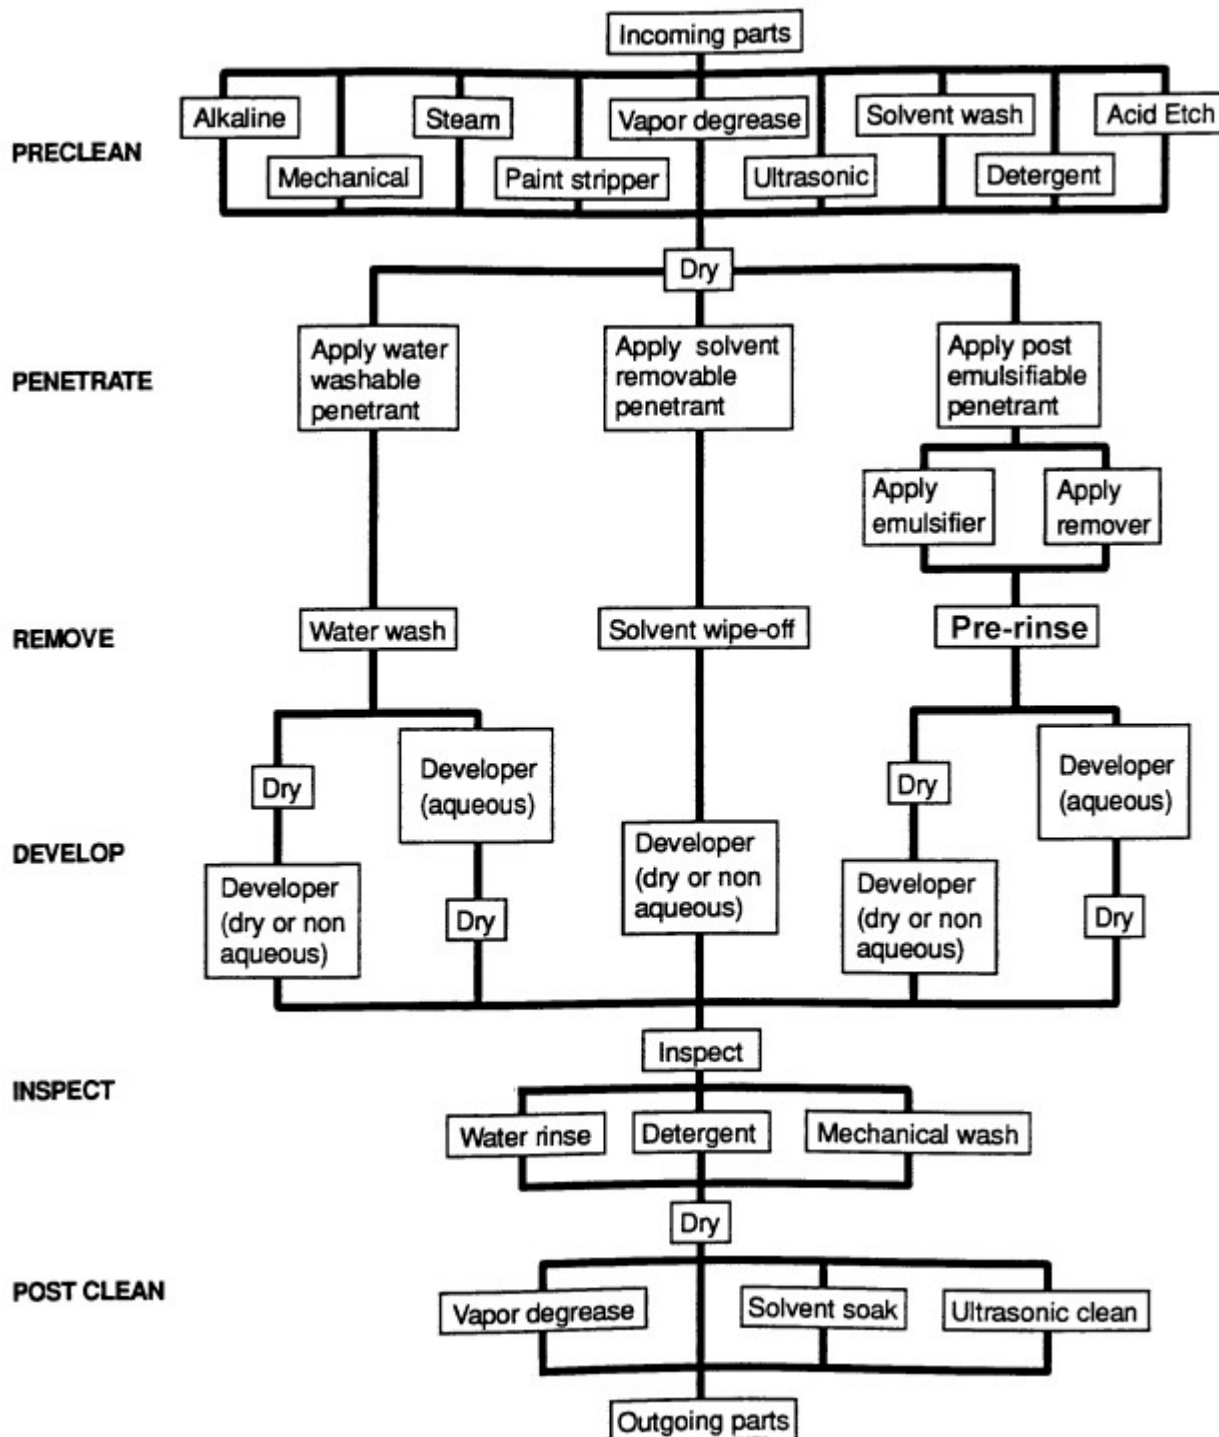 Incoming parts
Alkaline
Steam
Vapor degrease
Solvent wash
Acid Etch
PRECLEAN
Mechanical
Paint stripper
Ultrasonic
Detergent
Dry
PENETRATE
Apply water
washable
penetrant
Apply solvent
removable
penetrant
Apply post
emulsifiable
penetrant
Apply
emulsifier
Apply
remover
REMOVE
Water wash
Solvent wipe-off
Pre-rinse
Dry
Developer
(aqueous)
Dry
Developer
(aqueous)
DEVELOP
Developer
(dry or non
aqueous)
Dry
Developer
(dry or non
aqueous)
Developer
(dry or non
aqueous)
Dry
Inspect
INSPECT
Water rinse
Detergent
Mechanical wash
Dry
POST CLEAN
Vapor degrease
Solvent soak
Ultrasonic clean
Outgoing parts